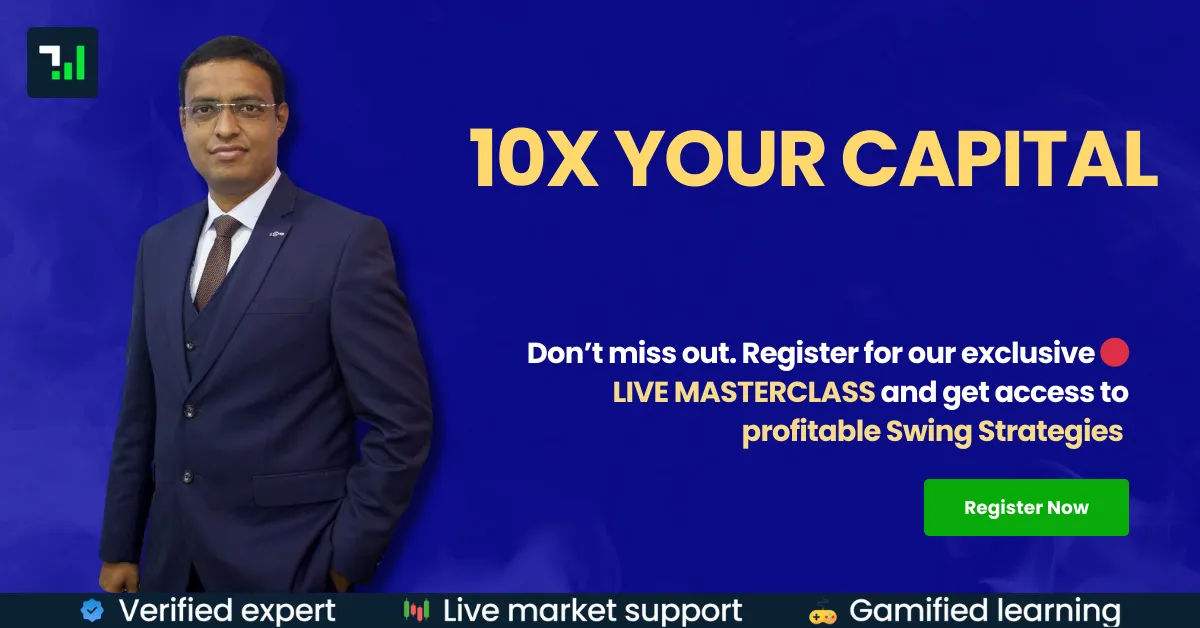 10X YOUR CAPITAL
Don’t miss out. Register for our exclusive 🔴
LIVE MASTERCLASS and get access to
profitable Swing Strategies
Register Now
Verified expert
Live market support
Gamified learning